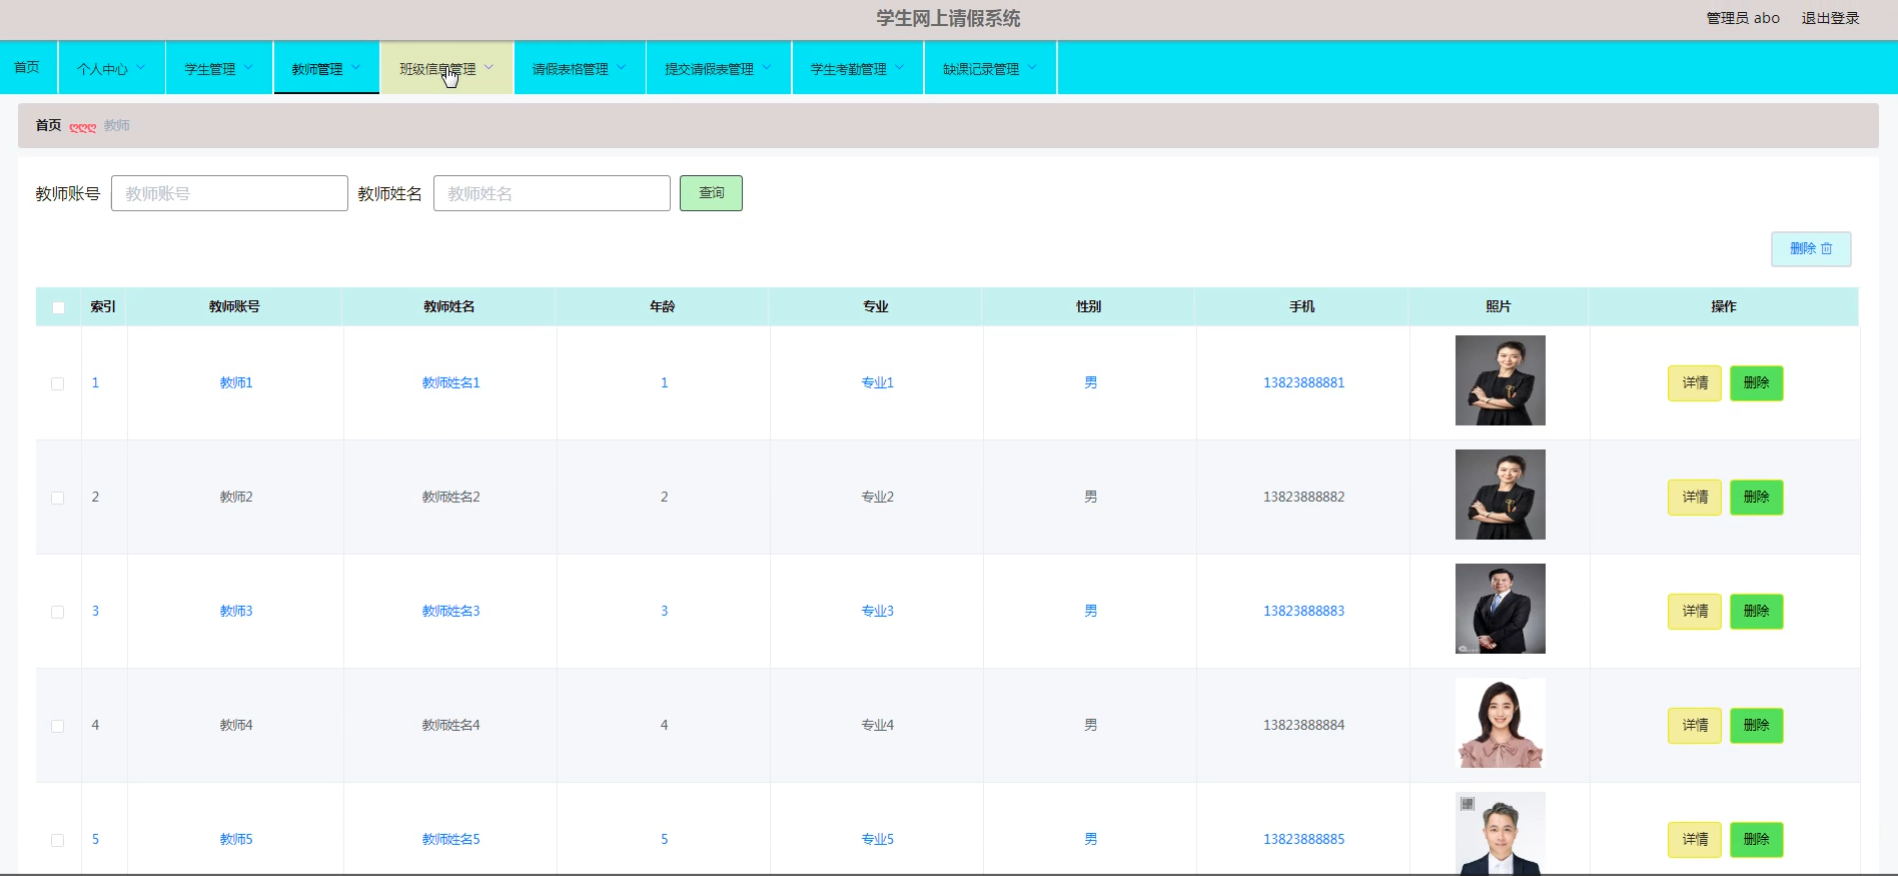 学生网上请假系统
管理员 abo 退出登录
首页 个人中心 学生管理 教师管理 班级信息管理 请假表格管理 提交请假表管理 学生考勤管理 缺课记录管理
首页 ღღღ 教师
教师账号 教师账号 教师姓名 教师姓名 查询
删除
索引 教师账号 教师姓名 年龄 专业 性别 手机 照片 操作
1 教师1 教师姓名1 1 专业1 男 13823888881 详情 删除
2 教师2 教师姓名2 2 专业2 男 13823888882 详情 删除
3 教师3 教师姓名3 3 专业3 男 13823888883 详情 删除
4 教师4 教师姓名4 4 专业4 男 13823888884 详情 删除
5 教师5 教师姓名5 5 专业5 男 13823888885 详情 删除